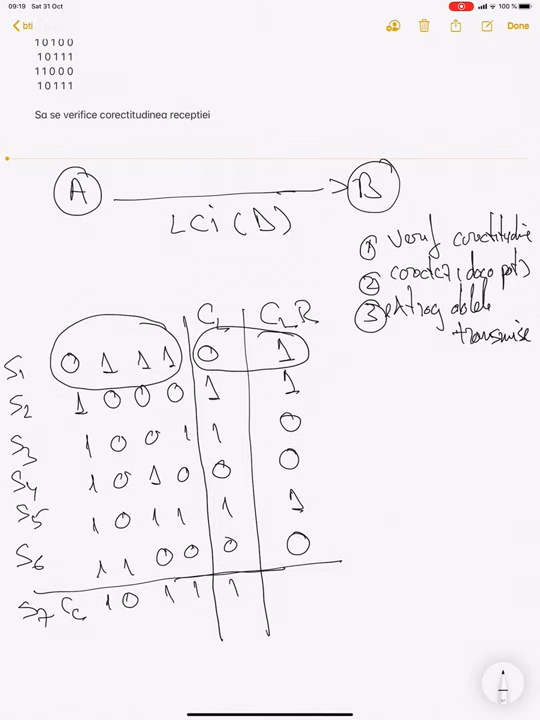 09:19 Sat 31 Oct
100 %
bti
Done
10100
10111
11000
10111
Sa se verifice corectitudinea receptiei
A
B
LCi (D)
① Verif corectitudine
② corectez (daca pot)
③ extrag datele
transmise
CL CLR
S1 0 1 1 1 0 1
S2 1 0 0 0 1 1
S3 1 0 0 1 1 0
S4 1 0 1 0 0 0
S5 1 0 1 1 1 1
S6 1 1 0 0 0 0
S7 Cc 1 0 1 1 1